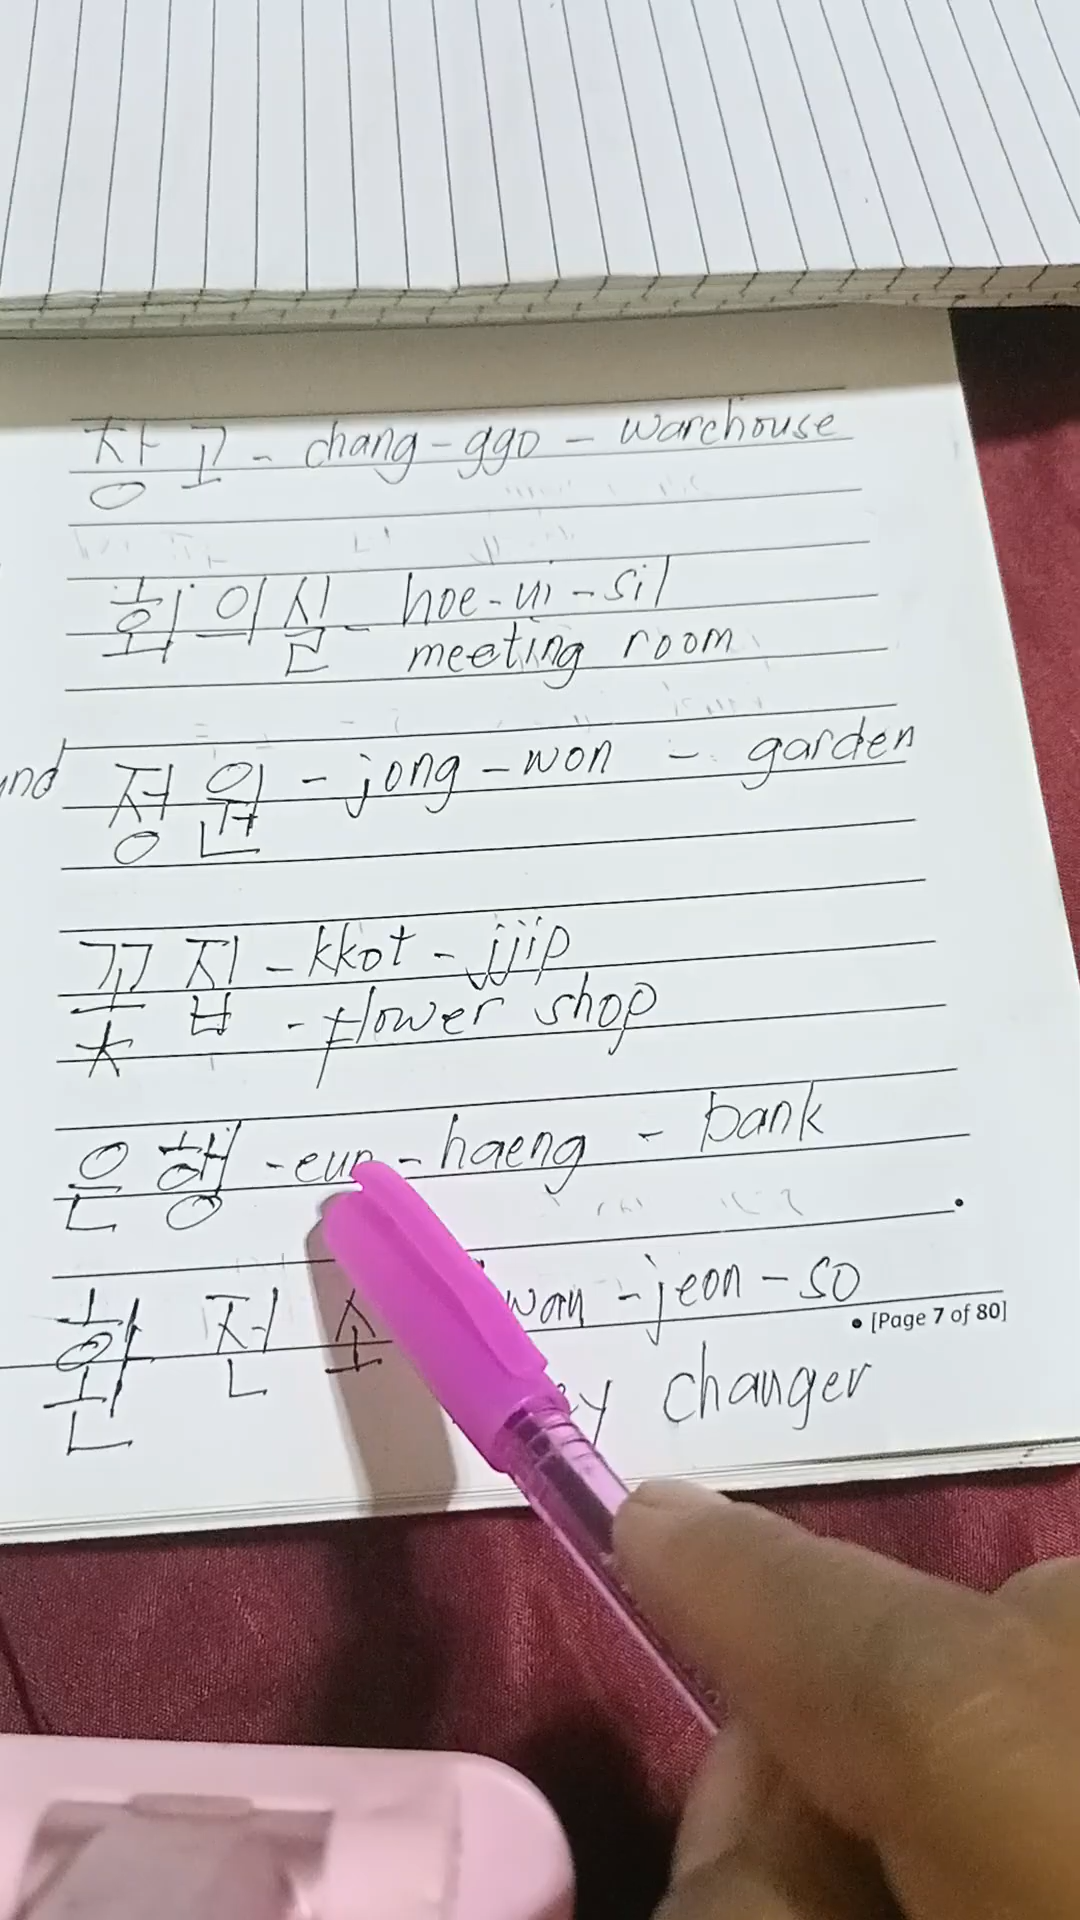 창고 - chang-ggo - warehouse
회의실 - hoe-ui-sil
meeting room
정원 - jong-won - garden
꽃집 - kkot-jjip
- flower shop
은행 - eun-haeng - bank
환전소 wan-jeon-so
• [Page 7 of 80]
changer